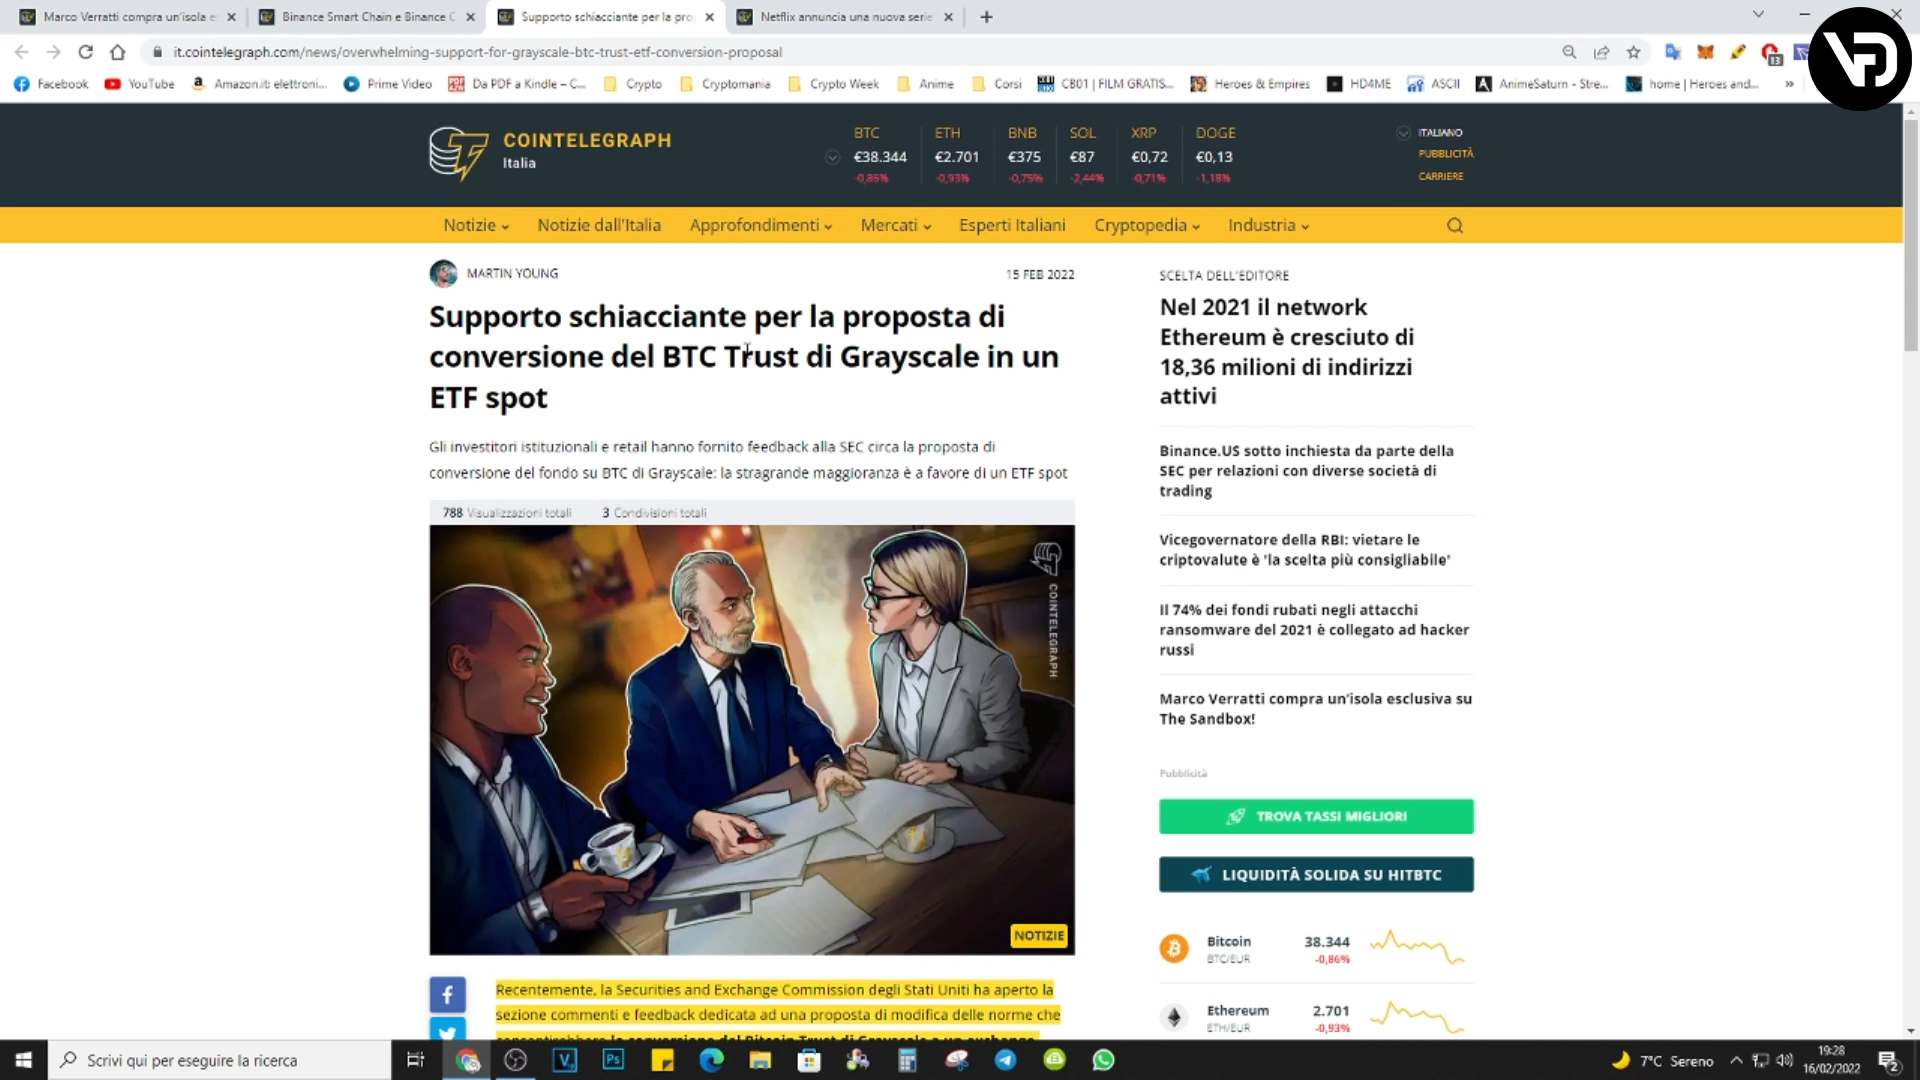 Marco Verratti compra un'isola e
Binance Smart Chain e Binance C
Supporto schiacciante per la pro
Netflix annuncia una nuova serie
it.cointelegraph.com/news/overwhelming-support-for-grayscale-btc-trust-etf-conversion-proposal
Facebook
YouTube
Amazon.it: elettroni...
Prime Video
Da PDF a Kindle – C...
Crypto
Cryptomania
Crypto Week
Anime
Corsi
CB01 | FILM GRATIS...
Heroes & Empires
HD4ME
ASCII
AnimeSaturn - Stre...
home | Heroes and...
COINTELEGRAPH
Italia
BTC ETH BNB SOL XRP DOGE
€38.344 €2.701 €375 €87 €0,72 €0,13
-0,86% -0,93% -0,75% -2,44% -0,71% -1,18%
ITALIANO
PUBBLICITÀ
CARRIERE
Notizie
Notizie dall'Italia
Approfondimenti
Mercati
Esperti Italiani
Cryptopedia
Industria
MARTIN YOUNG
15 FEB 2022
Supporto schiacciante per la proposta di
conversione del BTC Trust di Grayscale in un
ETF spot
Gli investitori istituzionali e retail hanno fornito feedback alla SEC circa la proposta di
conversione del fondo su BTC di Grayscale: la stragrande maggioranza è a favore di un ETF spot
788 Visualizzazioni totali
3 Condivisioni totali
COINTELEGRAPH
NOTIZIE
Recentemente, la Securities and Exchange Commission degli Stati Uniti ha aperto la
sezione commenti e feedback dedicata ad una proposta di modifica delle norme che
SCELTA DELL'EDITORE
Nel 2021 il network
Ethereum è cresciuto di
18,36 milioni di indirizzi
attivi
Binance.US sotto inchiesta da parte della
SEC per relazioni con diverse società di
trading
Vicegovernatore della RBI: vietare le
criptovalute è 'la scelta più consigliabile'
Il 74% dei fondi rubati negli attacchi
ransomware del 2021 è collegato ad hacker
russi
Marco Verratti compra un'isola esclusiva su
The Sandbox!
Pubblicità
TROVA TASSI MIGLIORI
LIQUIDITÀ SOLIDA SU HITBTC
Bitcoin 38.344
BTC/EUR -0,86%
Ethereum 2.701
ETH/EUR -0,93%
Scrivi qui per eseguire la ricerca
7°C Sereno
19:28
16/02/2022
2